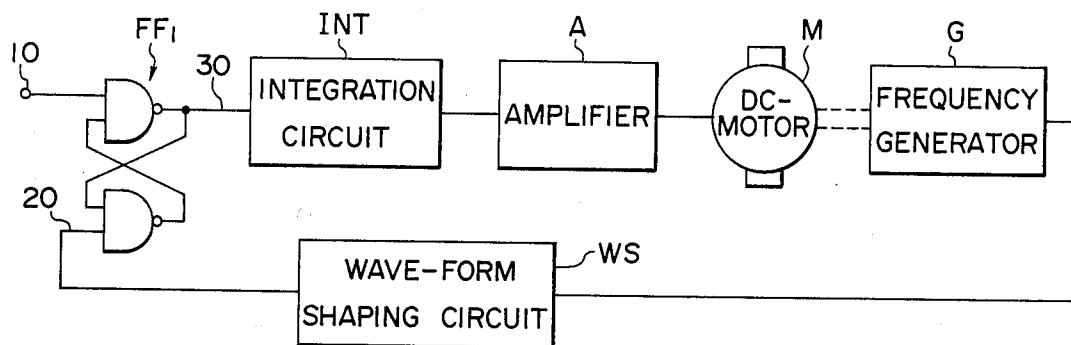 10
FF1
30
INT
INTEGRATION
CIRCUIT
A
AMPLIFIER
M
DC-
MOTOR
G
FREQUENCY
GENERATOR
20
WAVE-FORM
SHAPING CIRCUIT
WS